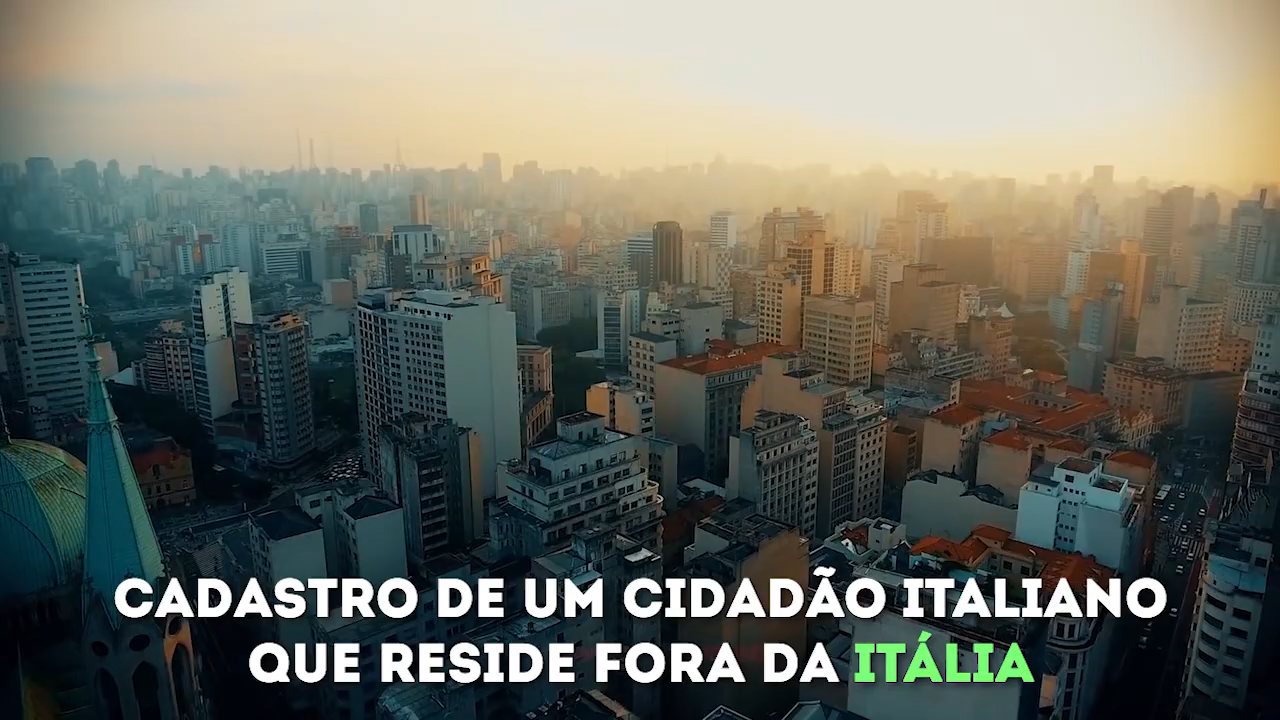 CADASTRO DE UM CIDADÃO ITALIANO
QUE RESIDE FORA DA ITÁLIA